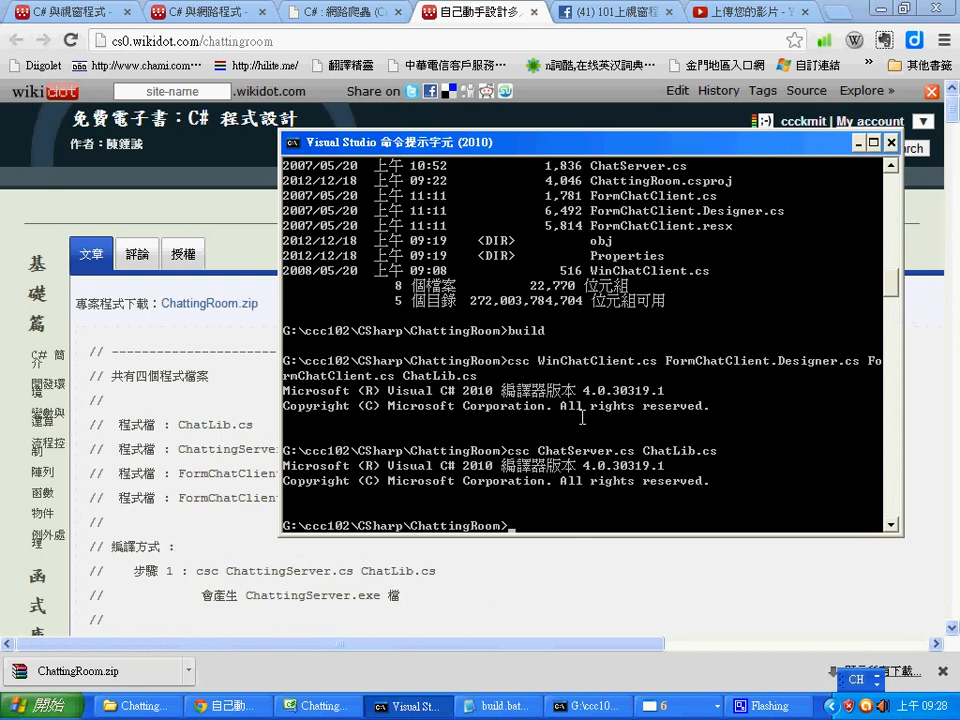 C# 與網路程式 -
C# 與網路程式 -
C# : 網路爬蟲 (C
自己動手設計多人
(41) 101上視窗程
上傳您的影片 - Y
cs0.wikidot.com/chattingroom
Diigolet
http://www.chami.com…
http://hilite.me/
翻譯精靈
中華電信客戶服務…
n詞酷,在线英汉词典…
金門地區入口網
自訂連結
»
其他書籤
wikidot
site-name
.wikidot.com
Share on
Edit
History
Tags
Source
Explore »
免費電子書：C# 程式設計
作者：陳鍾誠
ccckmit | My account
arch
Visual Studio 命令提示字元 (2010)
2007/05/20 上午 10:52 1,836 ChatServer.cs
2012/12/18 上午 09:22 4,046 ChattingRoom.csproj
2007/05/20 上午 11:11 1,781 FormChatClient.cs
2007/05/20 上午 11:11 6,492 FormChatClient.Designer.cs
2007/05/20 上午 11:11 5,814 FormChatClient.resx
2012/12/18 上午 09:19 <DIR> obj
2012/12/18 上午 09:19 <DIR> Properties
2008/05/20 上午 09:08 516 WinChatClient.cs
8 個檔案 22,770 位元組
5 個目錄 272,003,784,704 位元組可用
G:\ccc102\CSharp\ChattingRoom>build
G:\ccc102\CSharp\ChattingRoom>csc WinChatClient.cs FormChatClient.Designer.cs Fo
rmChatClient.cs ChatLib.cs
Microsoft (R) Visual C# 2010 編譯器版本 4.0.30319.1
Copyright (C) Microsoft Corporation. All rights reserved.
G:\ccc102\CSharp\ChattingRoom>csc ChatServer.cs ChatLib.cs
Microsoft (R) Visual C# 2010 編譯器版本 4.0.30319.1
Copyright (C) Microsoft Corporation. All rights reserved.
G:\ccc102\CSharp\ChattingRoom>_
基
礎
篇
C# 簡
介
開發環
境
變數與
運算
流程控
制
陣列
函數
物件
例外處
理
函
式
庫
文章
評論
授權
專案程式下載：ChattingRoom.zip
// ----------------------
// 共有四個程式檔案
//
// 程式檔 : ChatLib.cs
// 程式檔 : ChattingServe
// 程式檔 : FormChatClien
// 程式檔 : FormChatClien
//
// 編譯方式 :
// 步驟 1 : csc ChattingServer.cs ChatLib.cs
// 會產生 ChattingServer.exe 檔
//
ChattingRoom.zip
顯示所有下載...
CH
開始
Chatting...
自己動...
Chatting...
Visual St...
build.bat...
G:\ccc10...
6
Flashing
上午 09:28